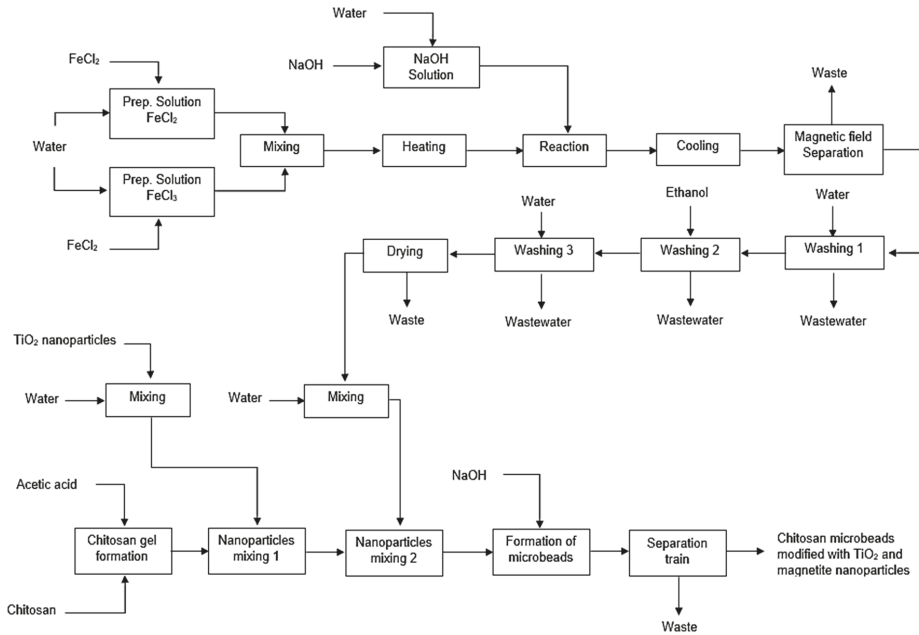 Water
FeCl₂
NaOH
NaOH
Solution
Waste
Prep. Solution
FeCl₂
Water
Mixing
Heating
Reaction
Cooling
Magnetic field
Separation
Prep. Solution
FeCl₃
FeCl₂
Water
Ethanol
Water
Drying
Washing 3
Washing 2
Washing 1
Waste
Wastewater
Wastewater
Wastewater
TiO₂ nanoparticles
Water
Mixing
Water
Mixing
Acetic acid
NaOH
Chitosan gel
formation
Nanoparticles
mixing 1
Nanoparticles
mixing 2
Formation of
microbeads
Separation
train
Chitosan microbeads
modified with TiO₂ and
magnetite nanoparticles
Chitosan
Waste